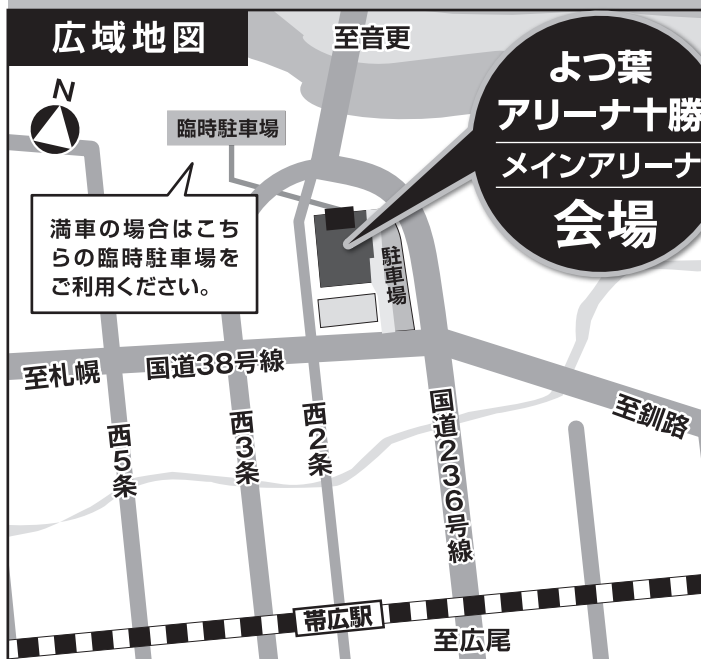 広域地図
至音更
N
臨時駐車場
満車の場合はこち
らの臨時駐車場を
ご利用ください。
よつ葉
アリーナ十勝
メインアリーナ
会場
駐車場
至札幌
国道38号線
至釧路
西5条
西3条
西2条
国道236号線
帯広駅
至広尾